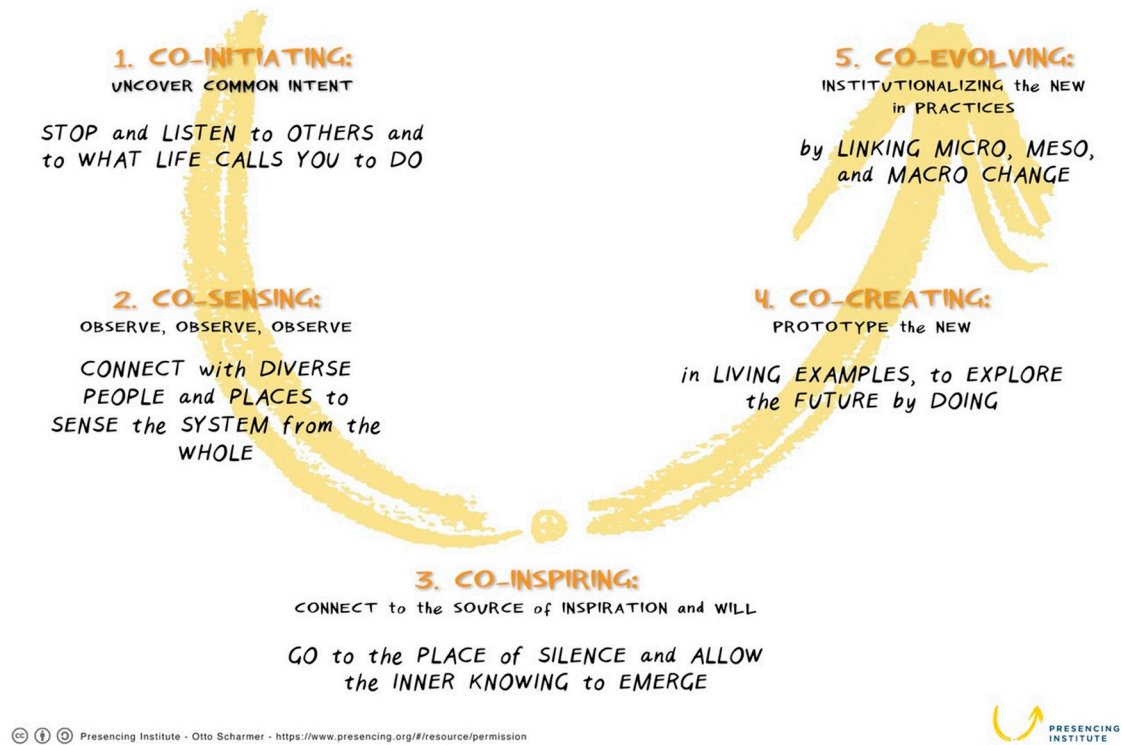 1. CO-INITIATING:
UNCOVER COMMON INTENT
STOP and LISTEN to OTHERS and
to WHAT LIFE CALLS YOU to DO
2. CO-SENSING:
OBSERVE, OBSERVE, OBSERVE
CONNECT with DIVERSE
PEOPLE and PLACES to
SENSE the SYSTEM from the
WHOLE
3. CO-INSPIRING:
CONNECT to the SOURCE of INSPIRATION and WILL
GO to the PLACE of SILENCE and ALLOW
the INNER KNOWING to EMERGE
4. CO-CREATING:
PROTOTYPE the NEW
in LIVING EXAMPLES, to EXPLORE
the FUTURE by DOING
5. CO-EVOLVING:
INSTITUTIONALIZING the NEW
in PRACTICES
by LINKING MICRO, MESO,
and MACRO CHANGE
cc Presencing Institute - Otto Scharmer - https://www.presencing.org/#/resource/permission
PRESENCING
INSTITUTE